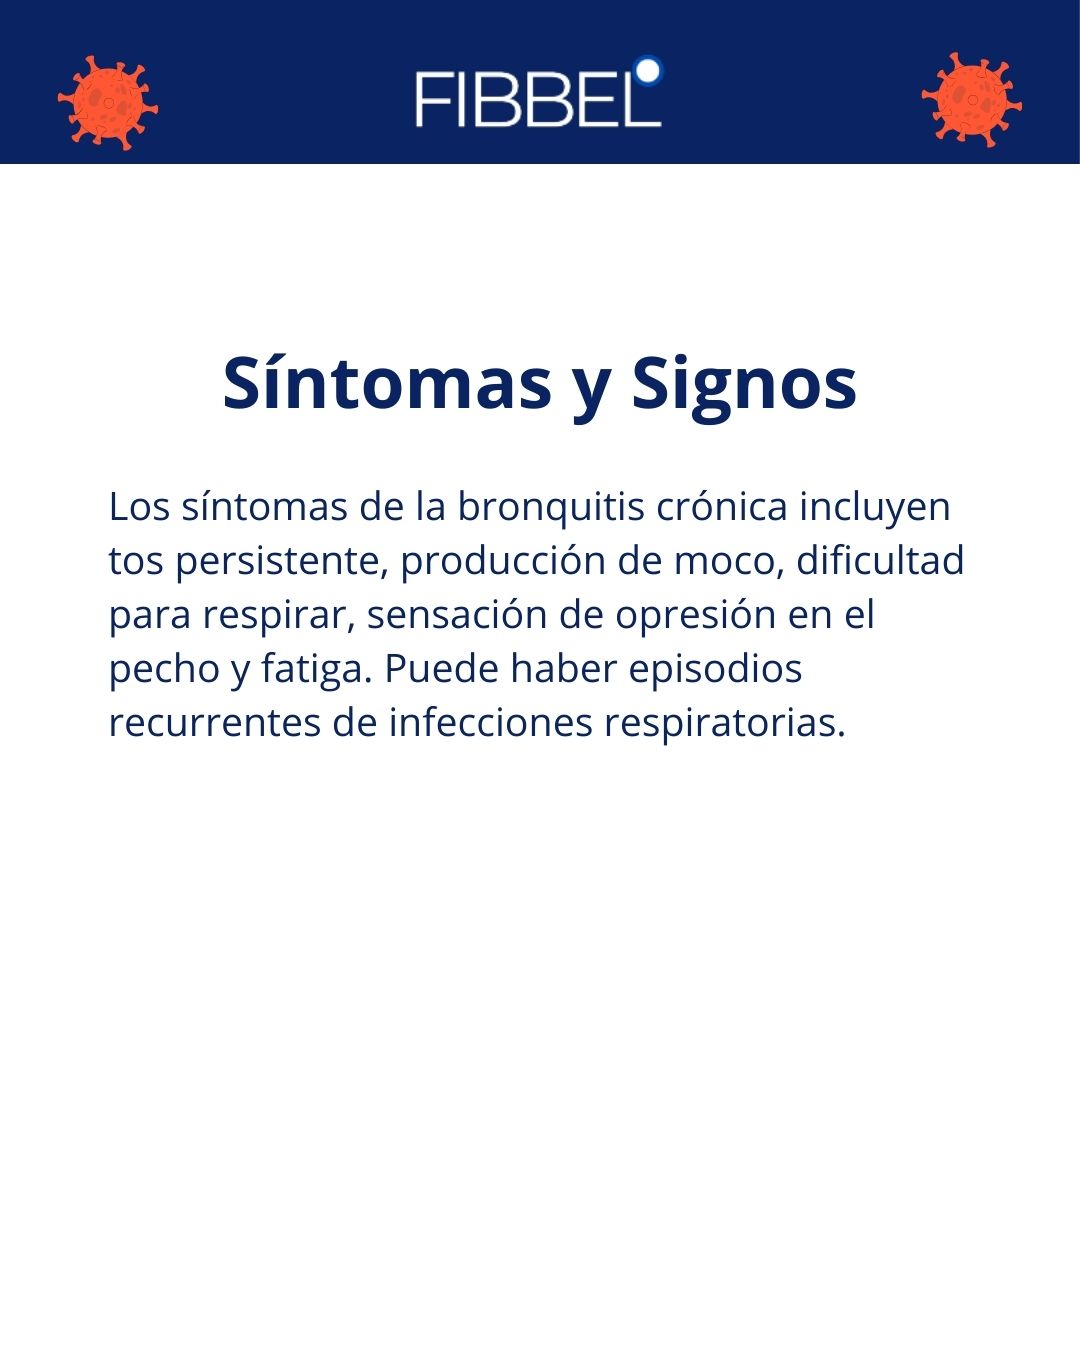 FIBBEL
Síntomas y Signos
Los síntomas de la bronquitis crónica incluyen
tos persistente, producción de moco, dificultad
para respirar, sensación de opresión en el
pecho y fatiga. Puede haber episodios
recurrentes de infecciones respiratorias.